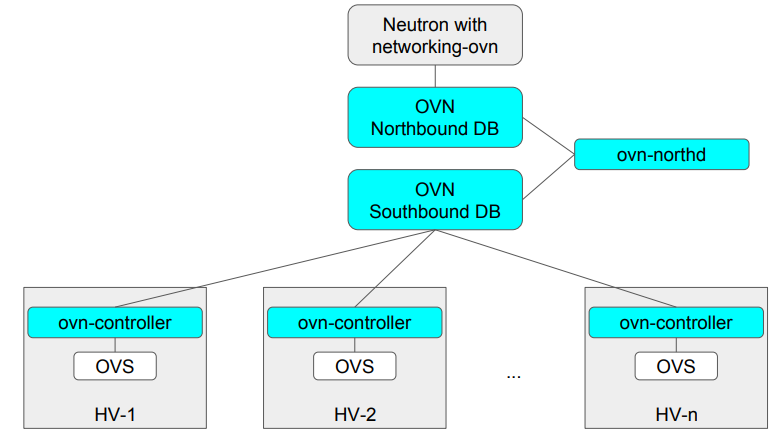 Neutron with
networking-ovn
OVN
Northbound DB
ovn-northd
OVN
Southbound DB
ovn-controller
OVS
HV-1
ovn-controller
OVS
HV-2
...
ovn-controller
OVS
HV-n